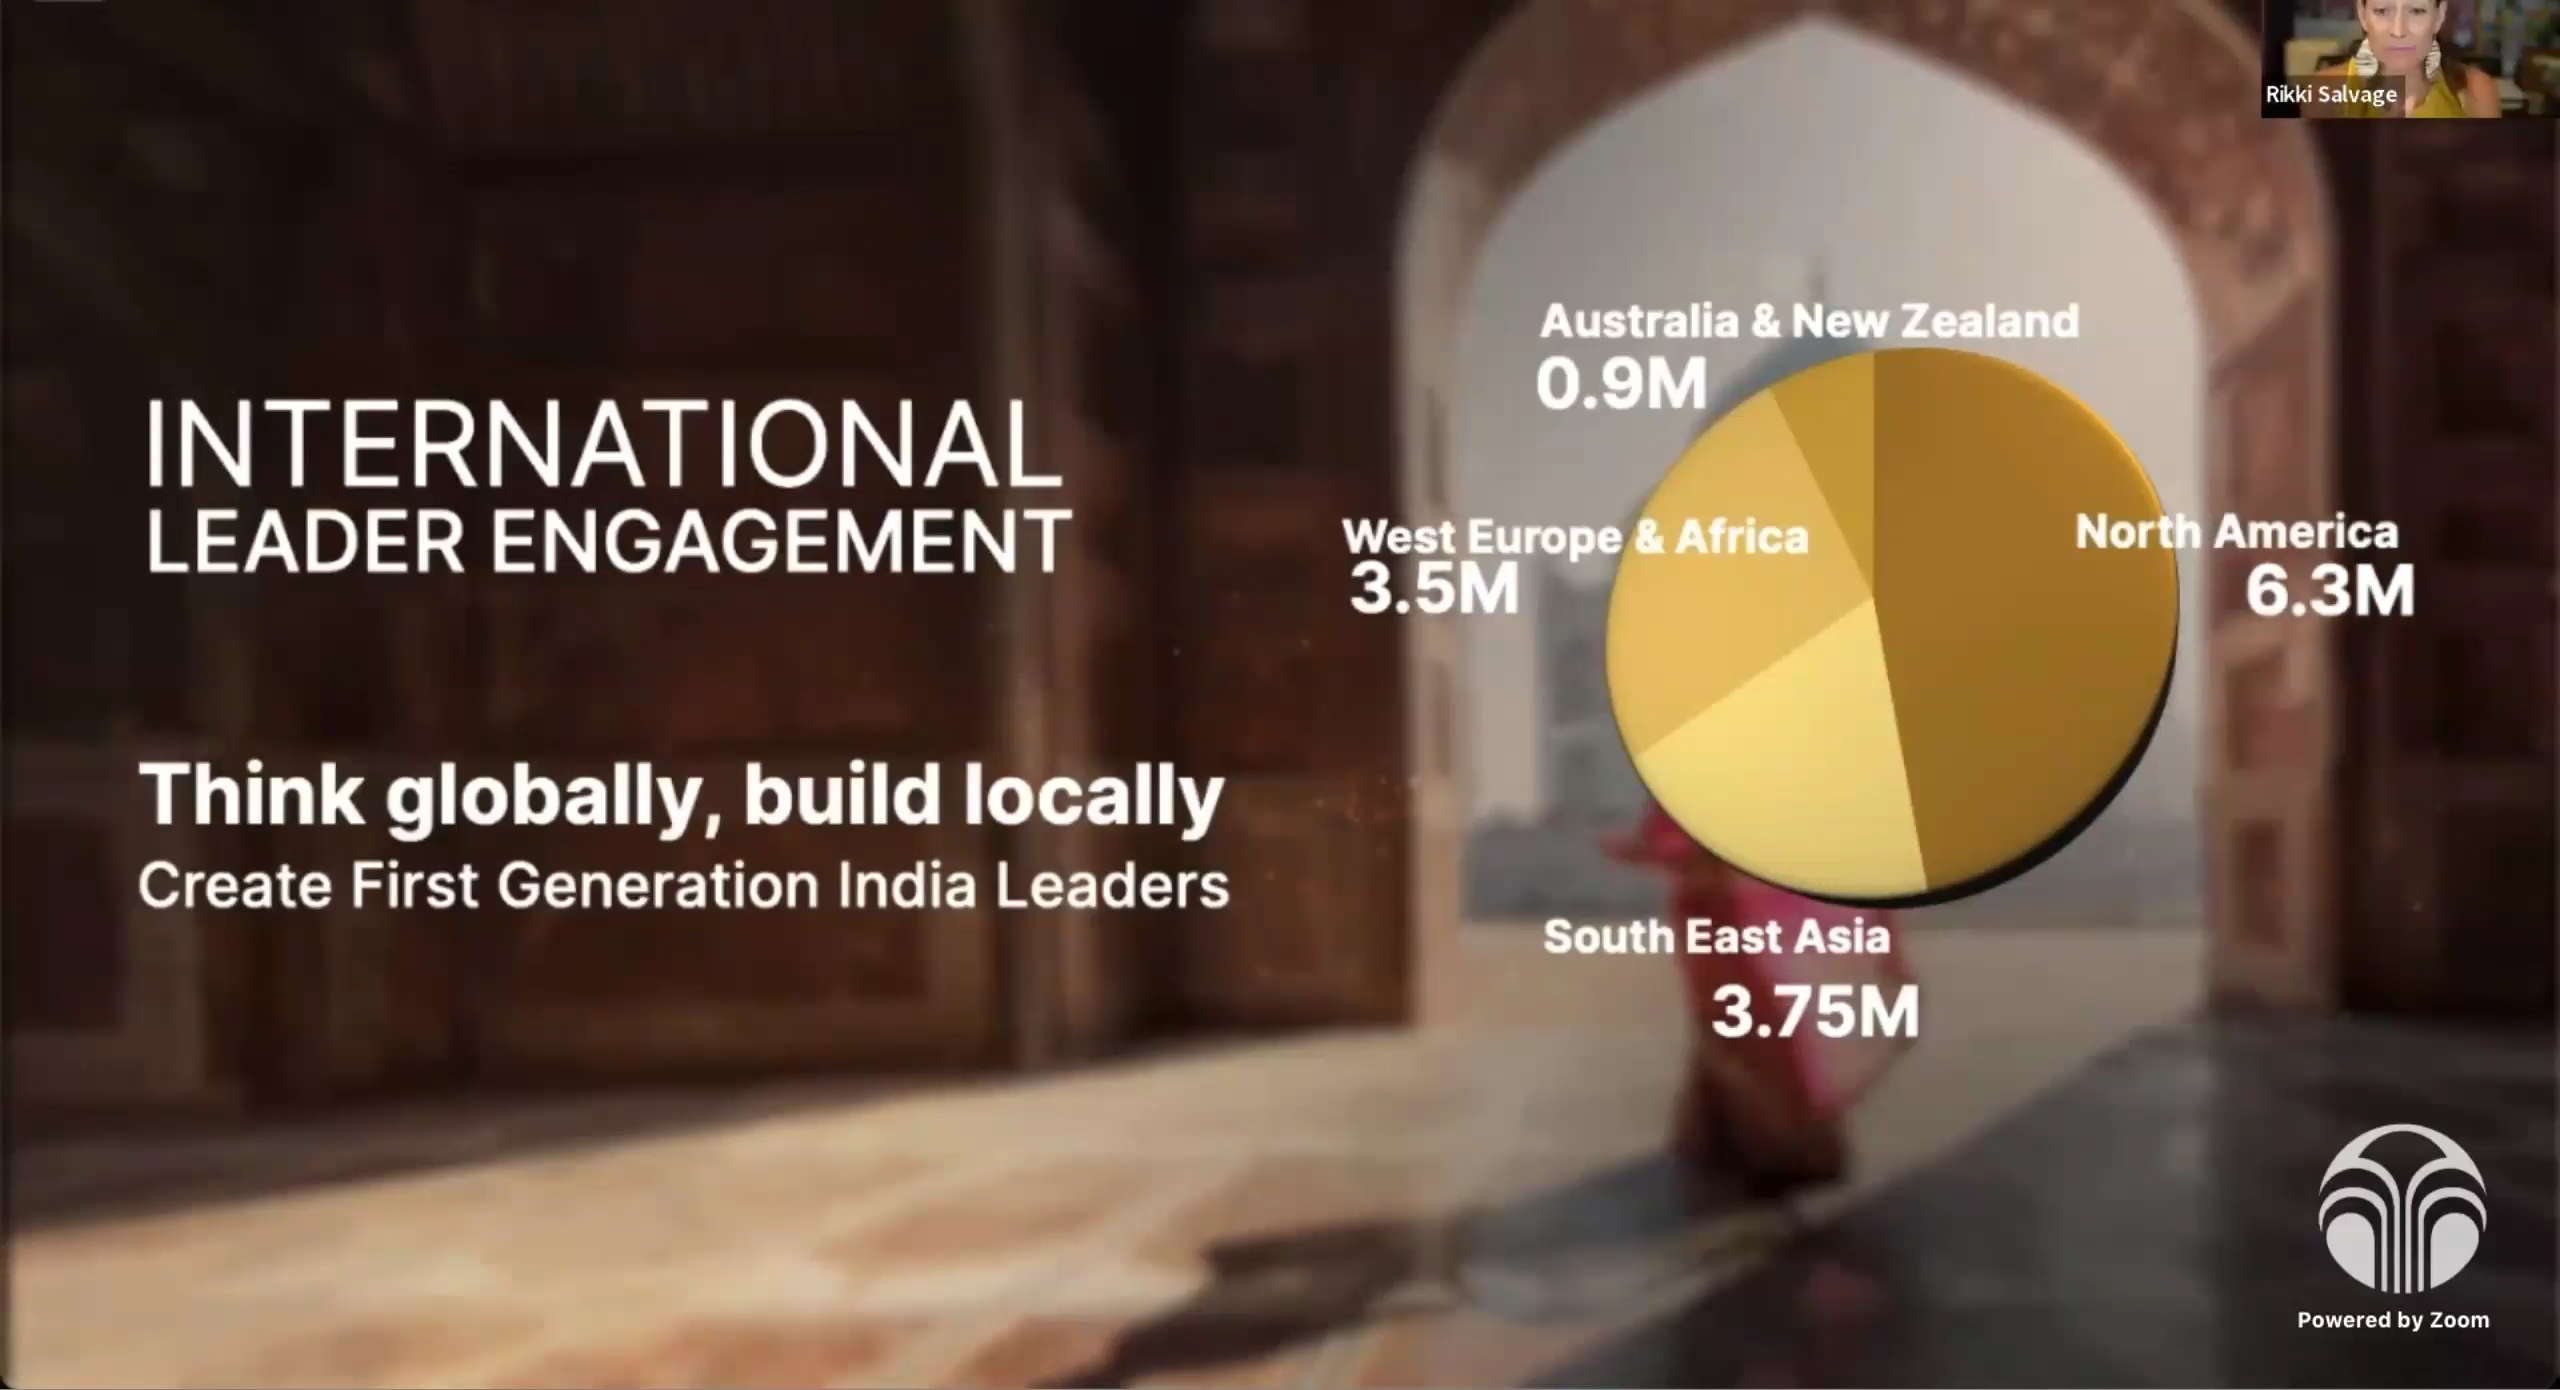 Rikki Salvage
INTERNATIONAL
LEADER ENGAGEMENT
Think globally, build locally
Create First Generation India Leaders
Australia & New Zealand
0.9M
West Europe & Africa
3.5M
North America
6.3M
South East Asia
3.75M
Powered by Zoom